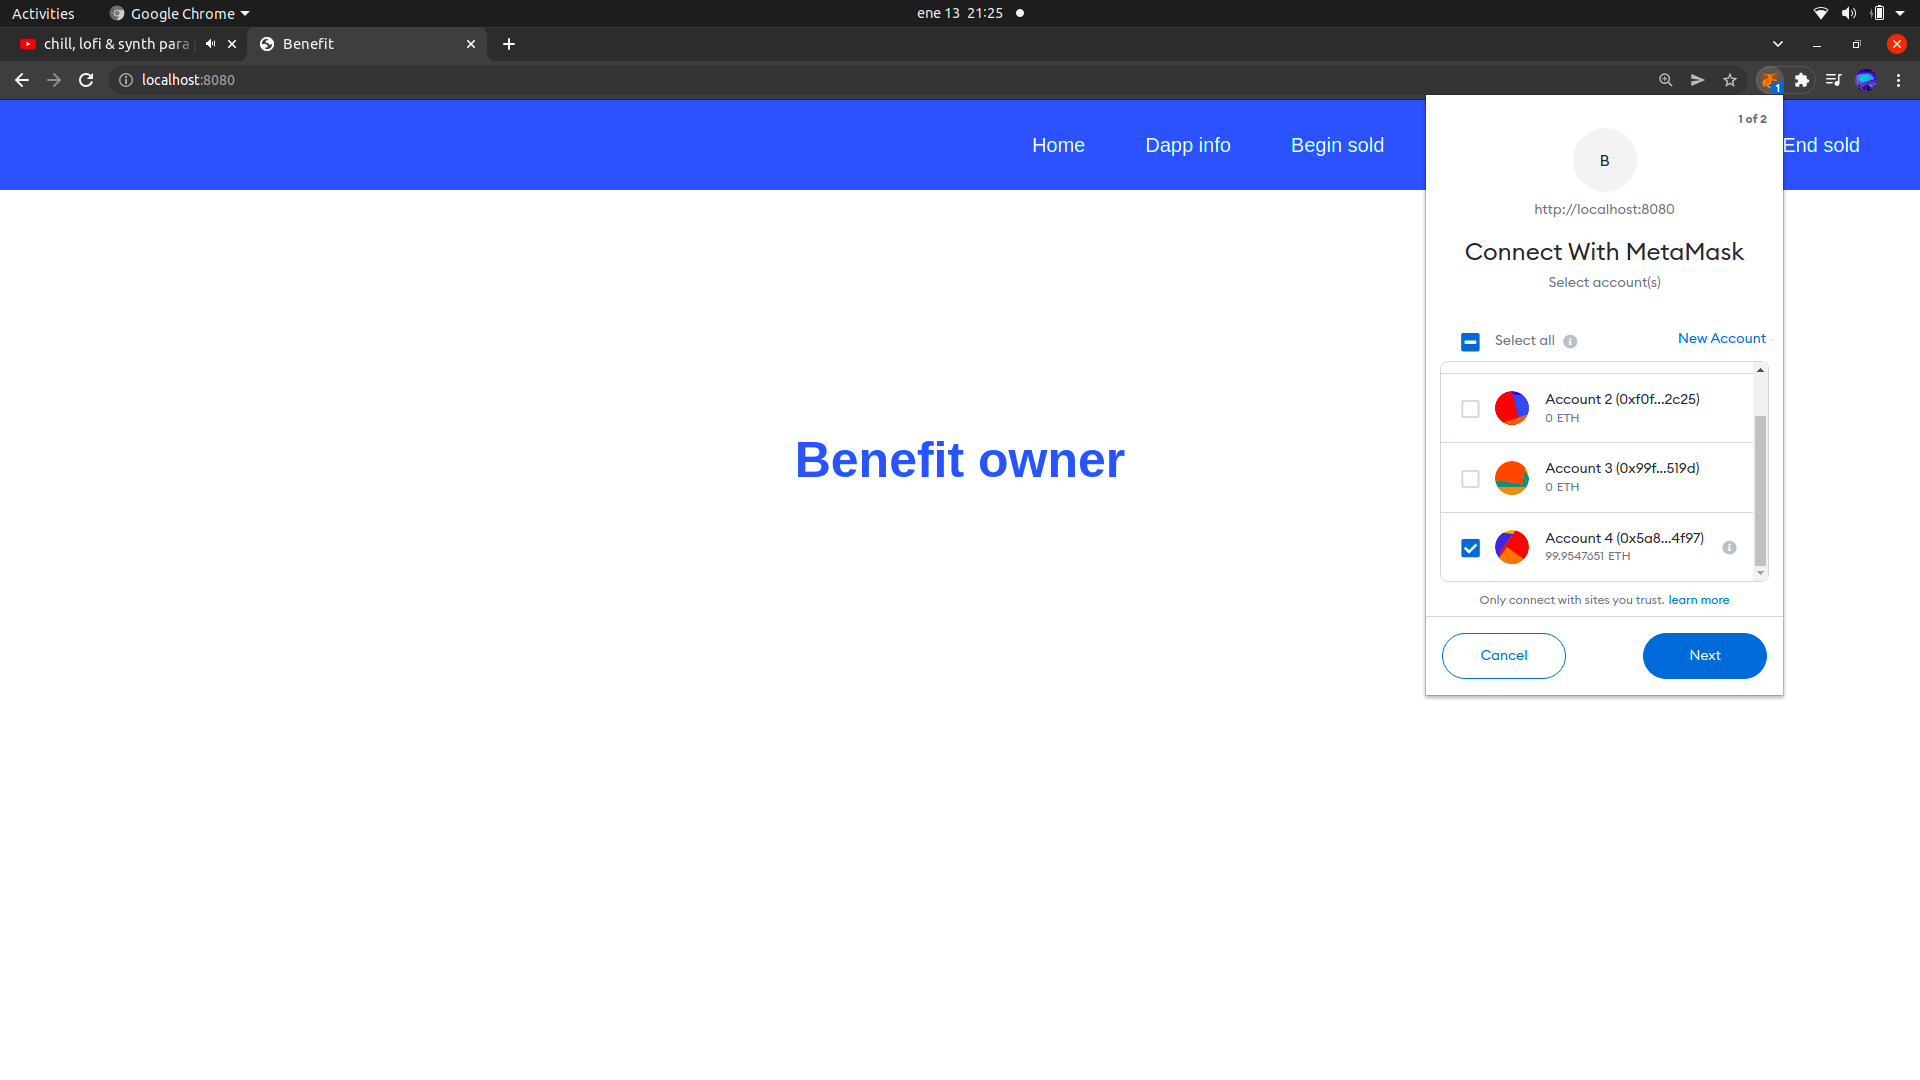 Activities
Google Chrome
ene 13 21:25
chill, lofi & synth para
Benefit
localhost:8080
1
Home
Dapp info
Begin sold
End sold
1 of 2
B
http://localhost:8080
Connect With MetaMask
Select account(s)
Select all
New Account
Account 2 (0xf0f...2c25)
0 ETH
Account 3 (0x99f...519d)
0 ETH
Account 4 (0x5a8...4f97)
99.9547651 ETH
Only connect with sites you trust. learn more
Cancel
Next
Benefit owner